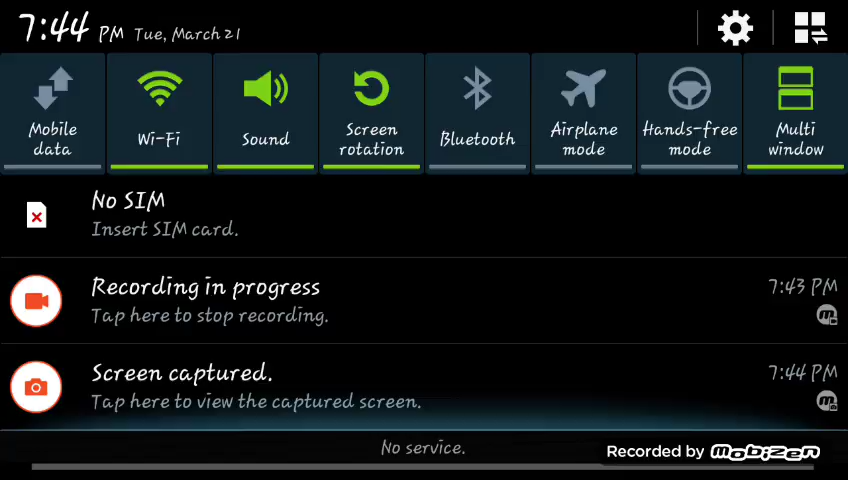 7:44 PM Tue, March 21
Mobile data
Wi-Fi
Sound
Screen rotation
Bluetooth
Airplane mode
Hands-free mode
Multi window
No SIM
Insert SIM card.
Recording in progress
7:43 PM
Tap here to stop recording.
Screen captured.
7:44 PM
Tap here to view the captured screen.
No service.
Recorded by mobizen